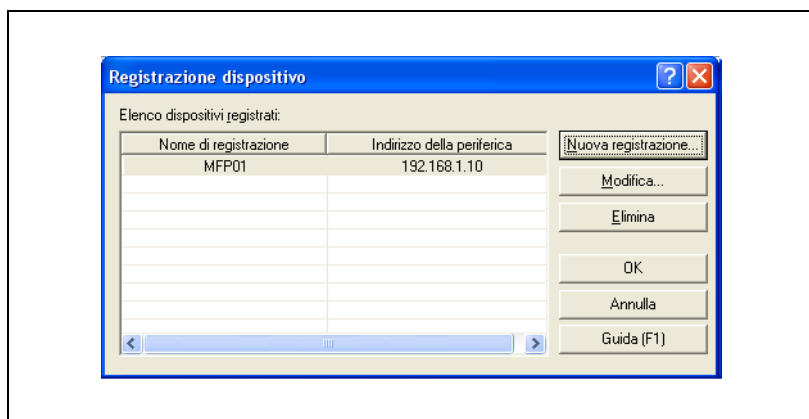 Registrazione dispositivo
Elenco dispositivi registrati:
Nome di registrazione Indirizzo della periferica
MFP01 192.168.1.10
Nuova registrazione...
Modifica...
Elimina
OK
Annulla
Guida (F1)